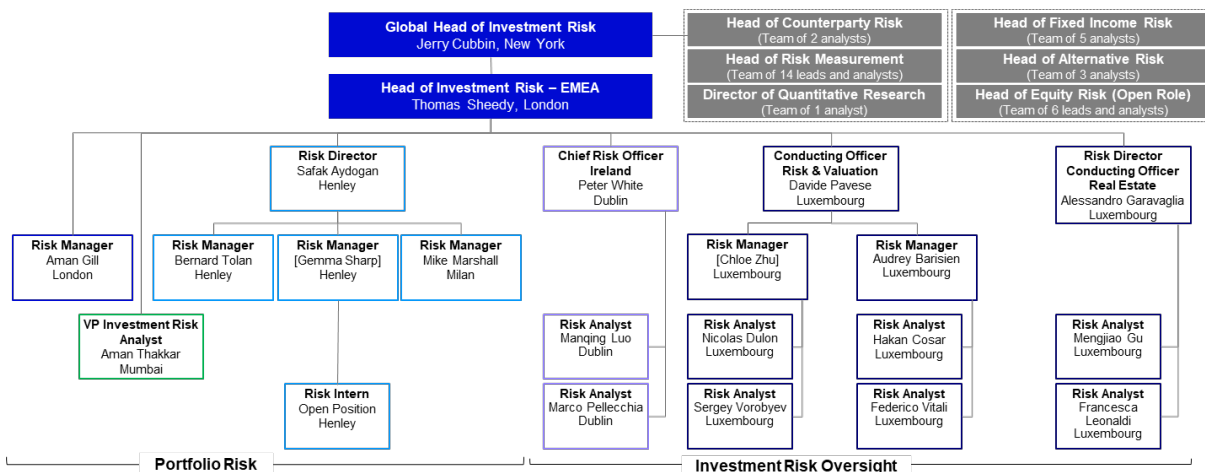 Global Head of Investment Risk
Jerry Cubbin, New York
Head of Counterparty Risk
(Team of 2 analysts)
Head of Fixed Income Risk
(Team of 5 analysts)
Head of Risk Measurement
(Team of 14 leads and analysts)
Head of Alternative Risk
(Team of 3 analysts)
Head of Investment Risk – EMEA
Thomas Sheedy, London
Director of Quantitative Research
(Team of 1 analyst)
Head of Equity Risk (Open Role)
(Team of 6 leads and analysts)
Risk Director
Safak Aydogan
Henley
Chief Risk Officer
Ireland
Peter White
Dublin
Conducting Officer
Risk & Valuation
Davide Pavese
Luxembourg
Risk Director
Conducting Officer
Real Estate
Alessandro Garavaglia
Luxembourg
Risk Manager
Aman Gill
London
Risk Manager
Bernard Tolan
Henley
Risk Manager
[Gemma Sharp]
Henley
Risk Manager
Mike Marshall
Milan
Risk Manager
[Chloe Zhu]
Luxembourg
Risk Manager
Audrey Barisien
Luxembourg
VP Investment Risk
Analyst
Aman Thakkar
Mumbai
Risk Analyst
Manqing Luo
Dublin
Risk Analyst
Nicolas Dulon
Luxembourg
Risk Analyst
Hakan Cosar
Luxembourg
Risk Analyst
Mengjiao Gu
Luxembourg
Risk Intern
Open Position
Henley
Risk Analyst
Marco Pellecchia
Dublin
Risk Analyst
Sergey Vorobyev
Luxembourg
Risk Analyst
Federico Vitali
Luxembourg
Risk Analyst
Francesca
Leonaldi
Luxembourg
Portfolio Risk
Investment Risk Oversight